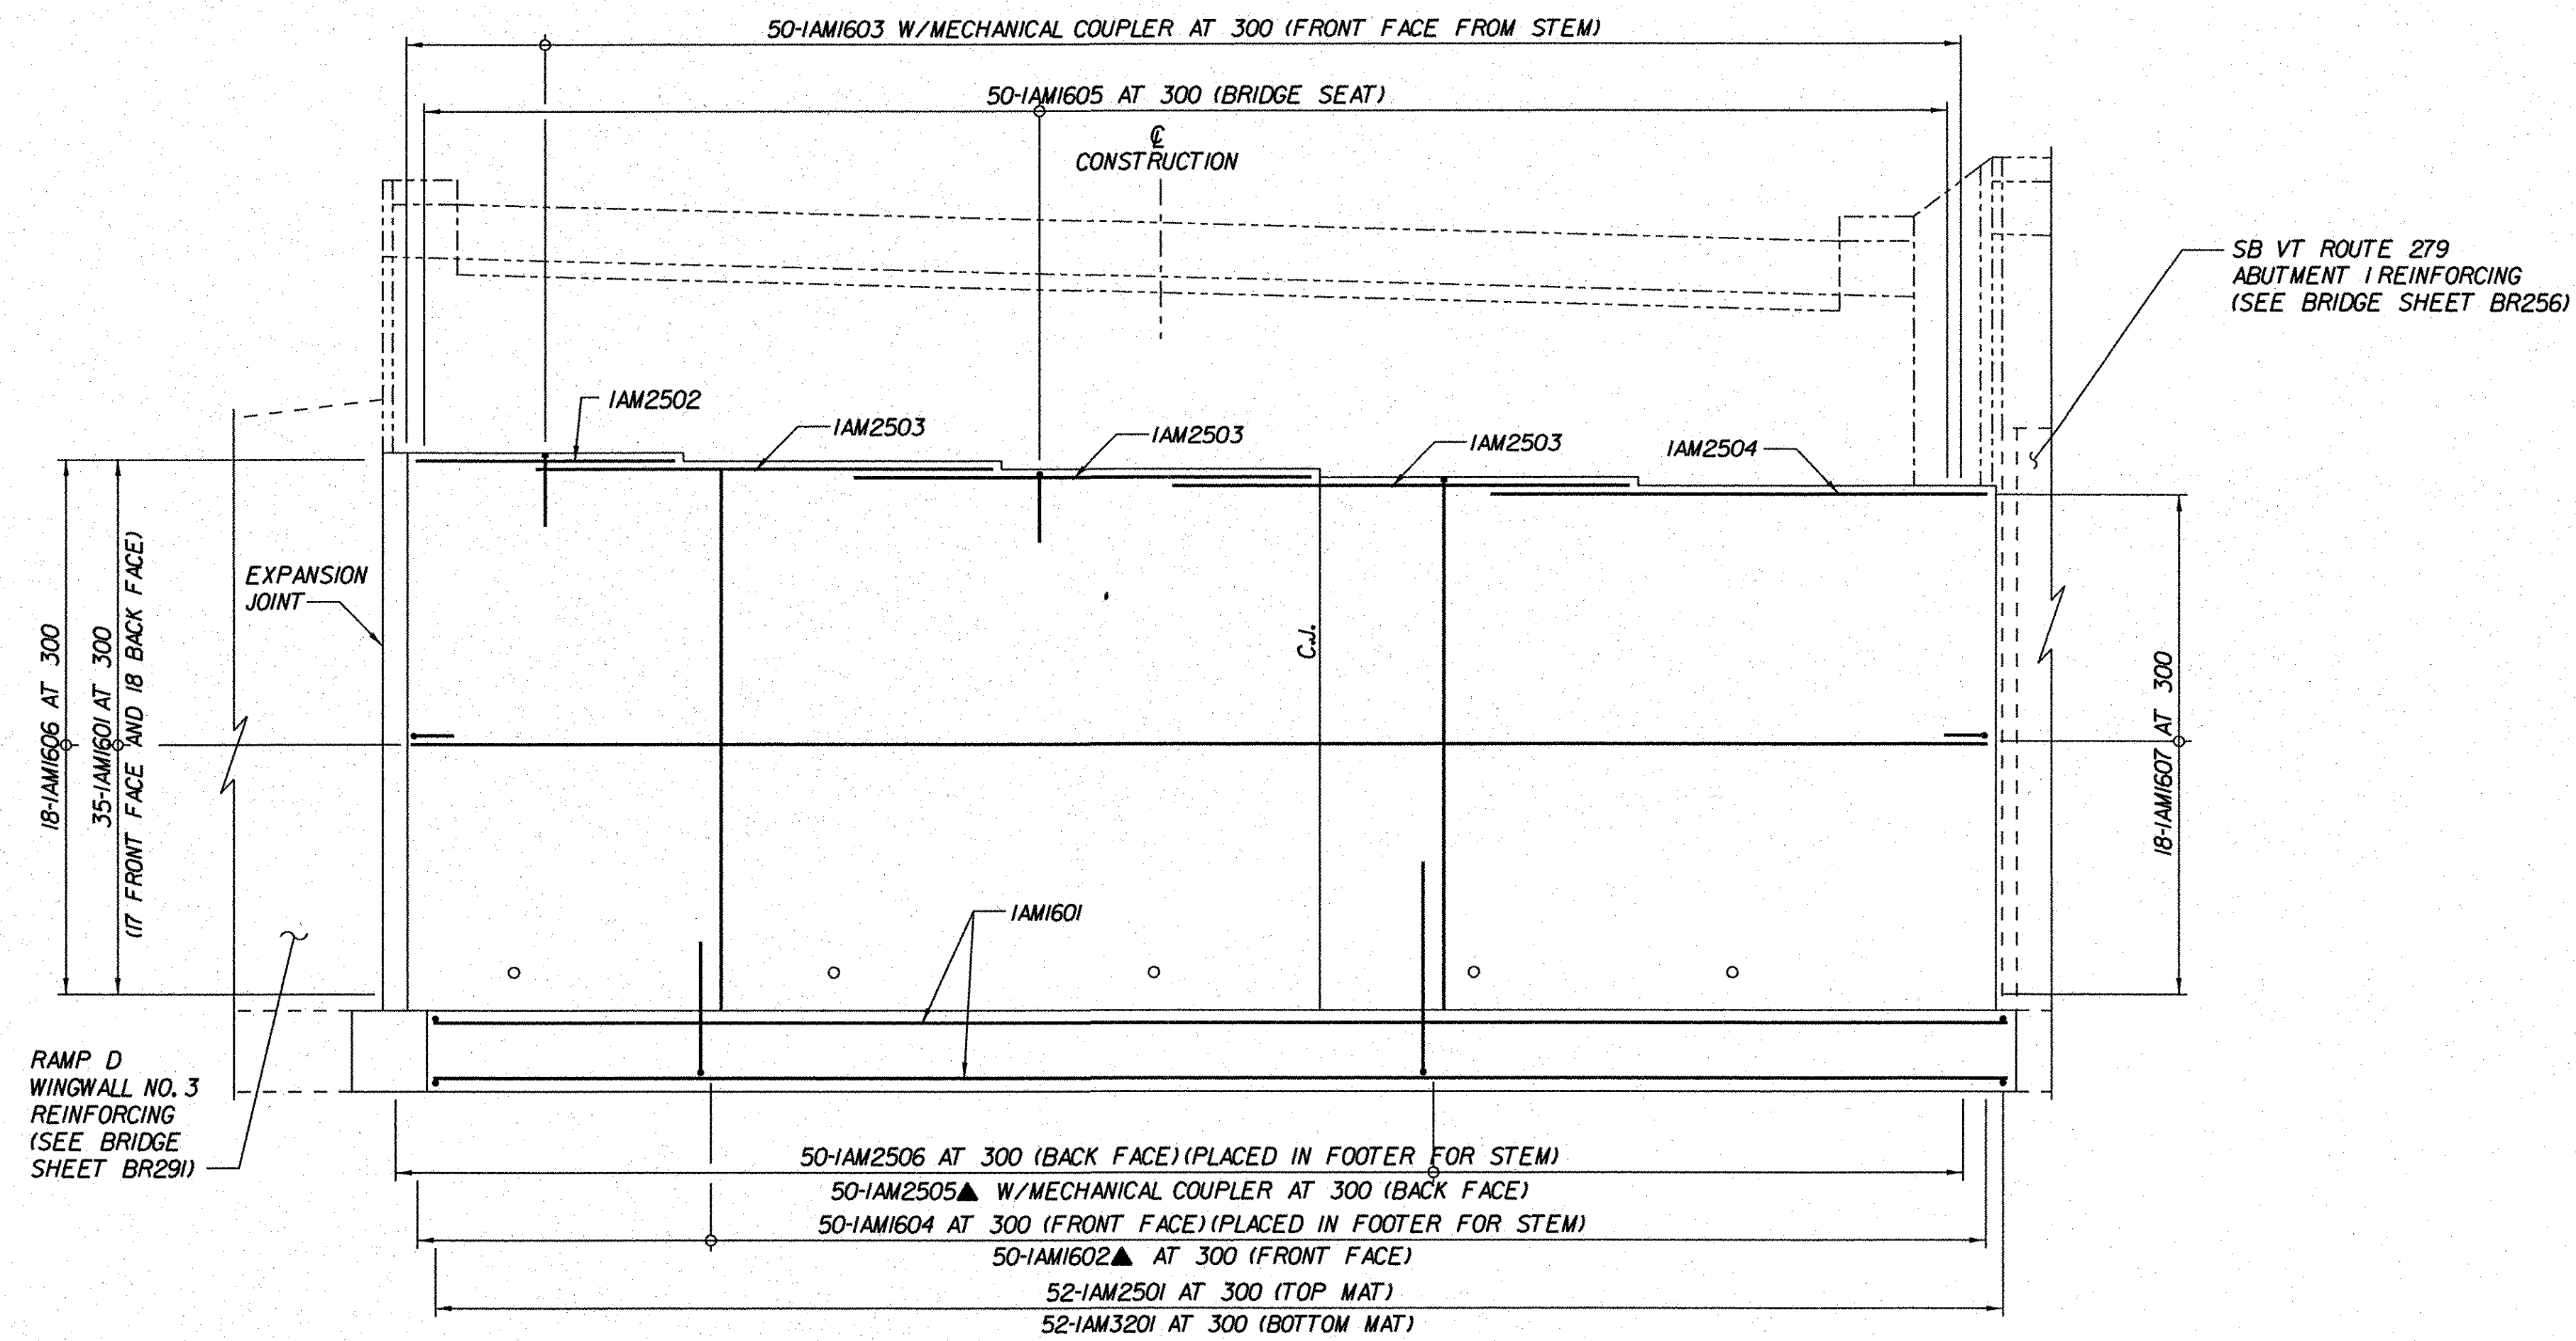 50-1AM1603 W/MECHANICAL COUPLER AT 300 (FRONT FACE FROM STEM)
50-1AM1605 AT 300 (BRIDGE SEAT)
℄
CONSTRUCTION
SB VT ROUTE 279
ABUTMENT 1 REINFORCING
(SEE BRIDGE SHEET BR256)
1AM2502
1AM2503
1AM2503
1AM2503
1AM2504
EXPANSION
JOINT
18-1AM1606 AT 300
35-1AM1601 AT 300
(17 FRONT FACE AND 18 BACK FACE)
C.J.
18-1AM1607 AT 300
1AM1601
RAMP D
WINGWALL NO. 3
REINFORCING
(SEE BRIDGE
SHEET BR291)
50-1AM2506 AT 300 (BACK FACE) (PLACED IN FOOTER FOR STEM)
50-1AM2505▲ W/MECHANICAL COUPLER AT 300 (BACK FACE)
50-1AM1604 AT 300 (FRONT FACE) (PLACED IN FOOTER FOR STEM)
50-1AM1602▲ AT 300 (FRONT FACE)
52-1AM2501 AT 300 (TOP MAT)
52-1AM3201 AT 300 (BOTTOM MAT)